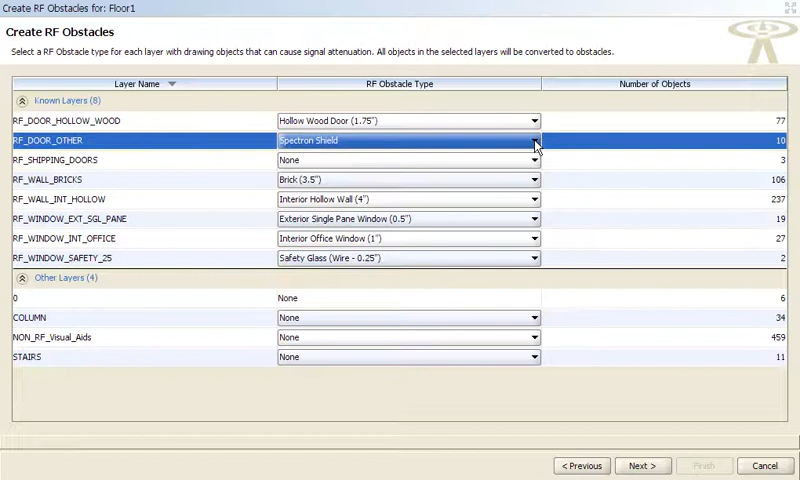 Create RF Obstacles for: Floor1
Create RF Obstacles
Select a RF Obstacle type for each layer with drawing objects that can cause signal attenuation. All objects in the selected layers will be converted to obstacles.
Layer Name RF Obstacle Type Number of Objects
Known Layers (8)
RF_DOOR_HOLLOW_WOOD Hollow Wood Door (1.75") 77
RF_DOOR_OTHER Spectron Shield 10
RF_SHIPPING_DOORS None 3
RF_WALL_BRICKS Brick (3.5") 106
RF_WALL_INT_HOLLOW Interior Hollow Wall (4") 237
RF_WINDOW_EXT_SGL_PANE Exterior Single Pane Window (0.5") 19
RF_WINDOW_INT_OFFICE Interior Office Window (1") 27
RF_WINDOW_SAFETY_25 Safety Glass (Wire - 0.25") 2
Other Layers (4)
0 None 6
COLUMN None 34
NON_RF_Visual_Aids None 459
STAIRS None 11
< Previous Next > Finish Cancel